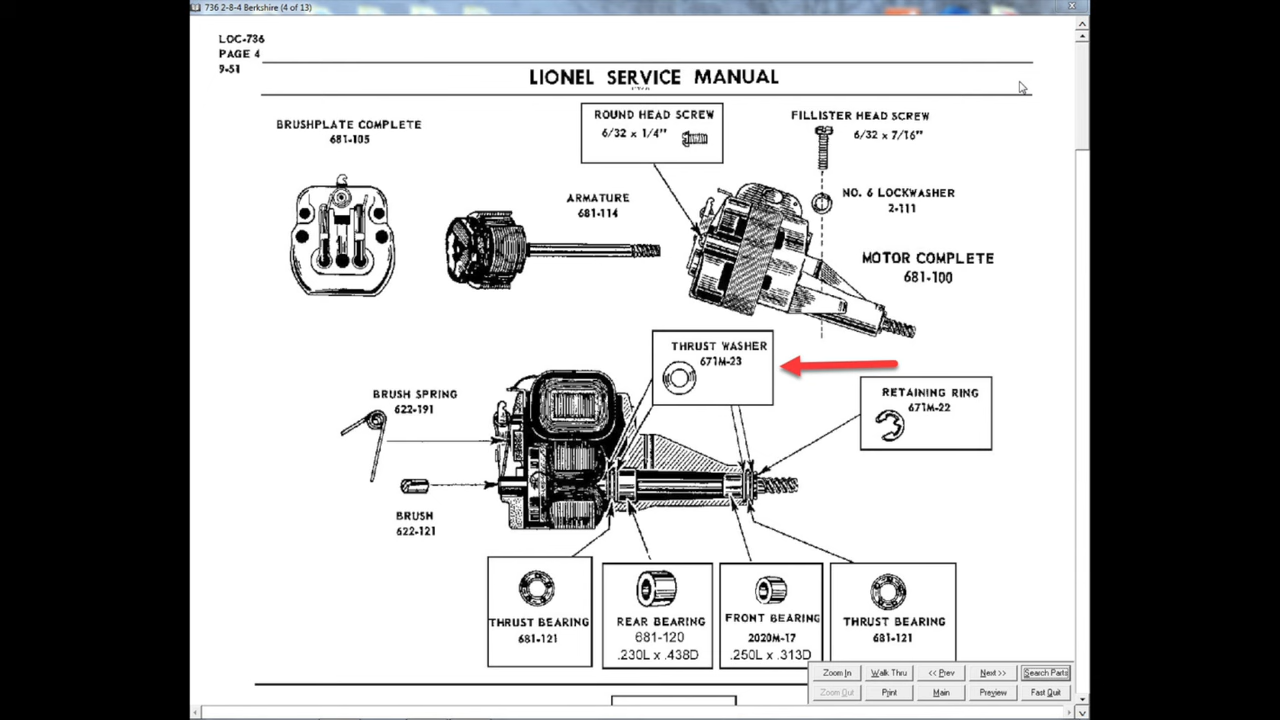 736 2-8-4 Berkshire (4 of 13)
LOC-736
PAGE 4
9-51
LIONEL SERVICE MANUAL
BRUSHPLATE COMPLETE
681-105
ROUND HEAD SCREW
6/32 x 1/4"
FILLISTER HEAD SCREW
6/32 x 7/16"
ARMATURE
681-114
NO. 6 LOCKWASHER
2-111
MOTOR COMPLETE
681-100
THRUST WASHER
671M-23
BRUSH SPRING
622-191
RETAINING RING
671M-22
BRUSH
622-121
THRUST BEARING
681-121
REAR BEARING
681-120
.230L x .438D
FRONT BEARING
2020M-17
.250L x .313D
THRUST BEARING
681-121
Zoom In
Walk Thru
<< Prev
Next >>
Search Parts
Zoom Out
Print
Main
Preview
Fast Quit